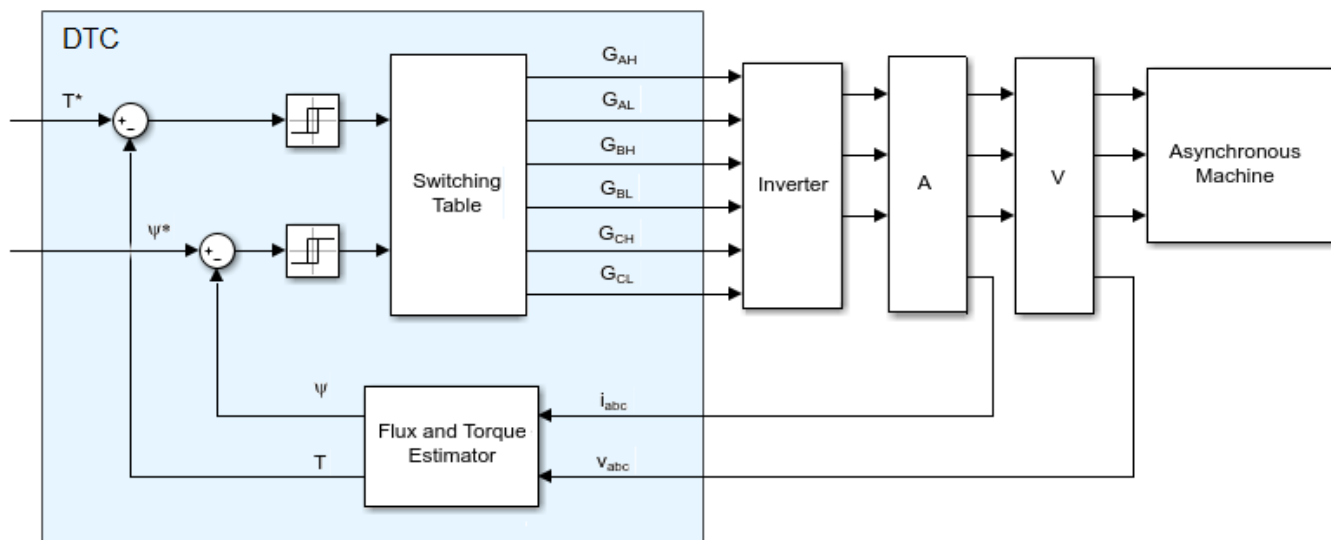 DTC
T*
+
−
ψ*
+
−
Switching
Table
G_AH
G_AL
G_BH
G_BL
G_CH
G_CL
Inverter
A
V
Asynchronous
Machine
ψ
T
Flux and Torque
Estimator
i_abc
v_abc